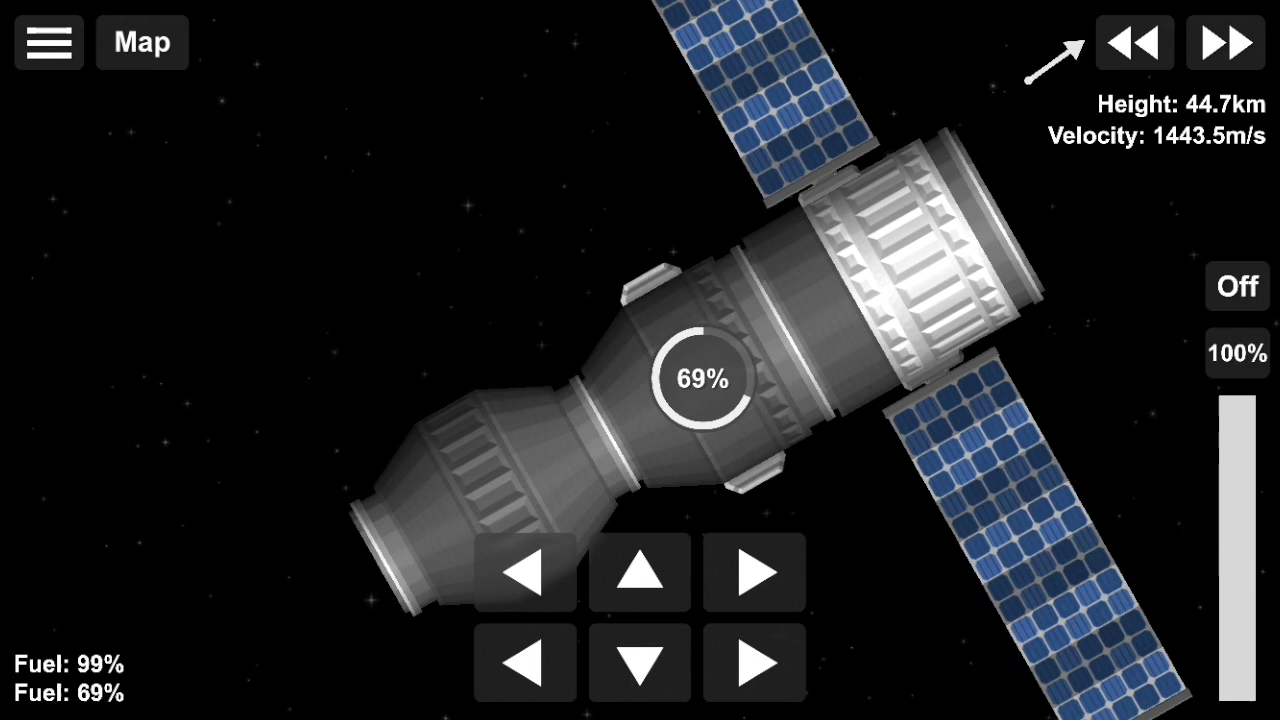 Map
Height: 44.7km
Velocity: 1443.5m/s
Off
100%
69%
Fuel: 99%
Fuel: 69%